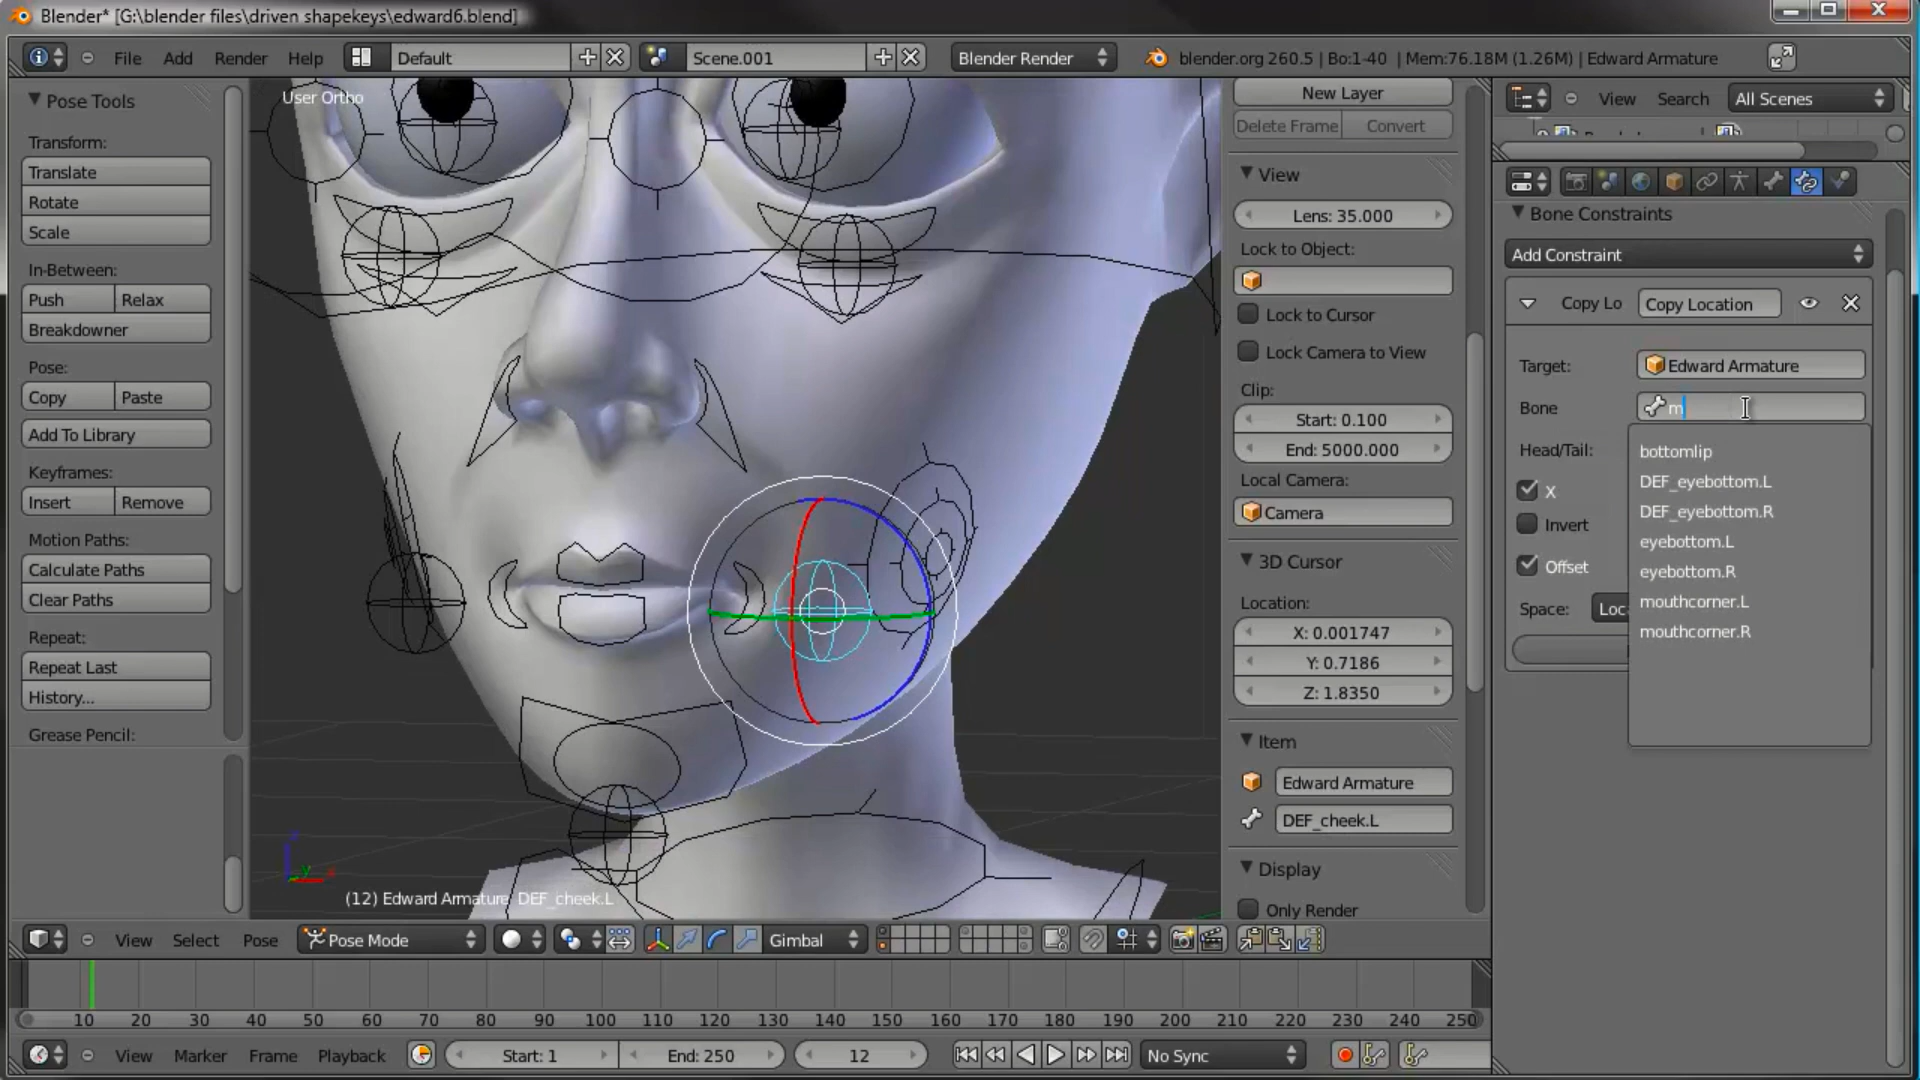 Blender* [G:\blender files\driven shapekeys\edward6.blend]
File Add Render Help Default Scene.001 Blender Render blender.org 260.5 | Bo:1-40 | Mem:76.18M (1.26M) | Edward Armature
Pose Tools
Transform:
Translate
Rotate
Scale
In-Between:
Push Relax
Breakdowner
Pose:
Copy Paste
Add To Library
Keyframes:
Insert Remove
Motion Paths:
Calculate Paths
Clear Paths
Repeat:
Repeat Last
History...
Grease Pencil:
User Ortho
(12) Edward Armature DEF_cheek.L
New Layer
Delete Frame Convert
View
Lens: 35.000
Lock to Object:
Lock to Cursor
Lock Camera to View
Clip:
Start: 0.100
End: 5000.000
Local Camera:
Camera
3D Cursor
Location:
X: 0.001747
Y: 0.7186
Z: 1.8350
Item
Edward Armature
DEF_cheek.L
Display
Only Render
View Search All Scenes
Bone Constraints
Add Constraint
Copy Lo Copy Location
Target: Edward Armature
Bone m
Head/Tail:
X
Invert
Offset
Space: Loc
bottomlip
DEF_eyebottom.L
DEF_eyebottom.R
eyebottom.L
eyebottom.R
mouthcorner.L
mouthcorner.R
View Select Pose Pose Mode Gimbal
10 20 30 40 50 60 70 80 90 100 110 120 130 140 150 160 170 180 190 200 210 220 230 240 250
View Marker Frame Playback Start: 1 End: 250 12 No Sync